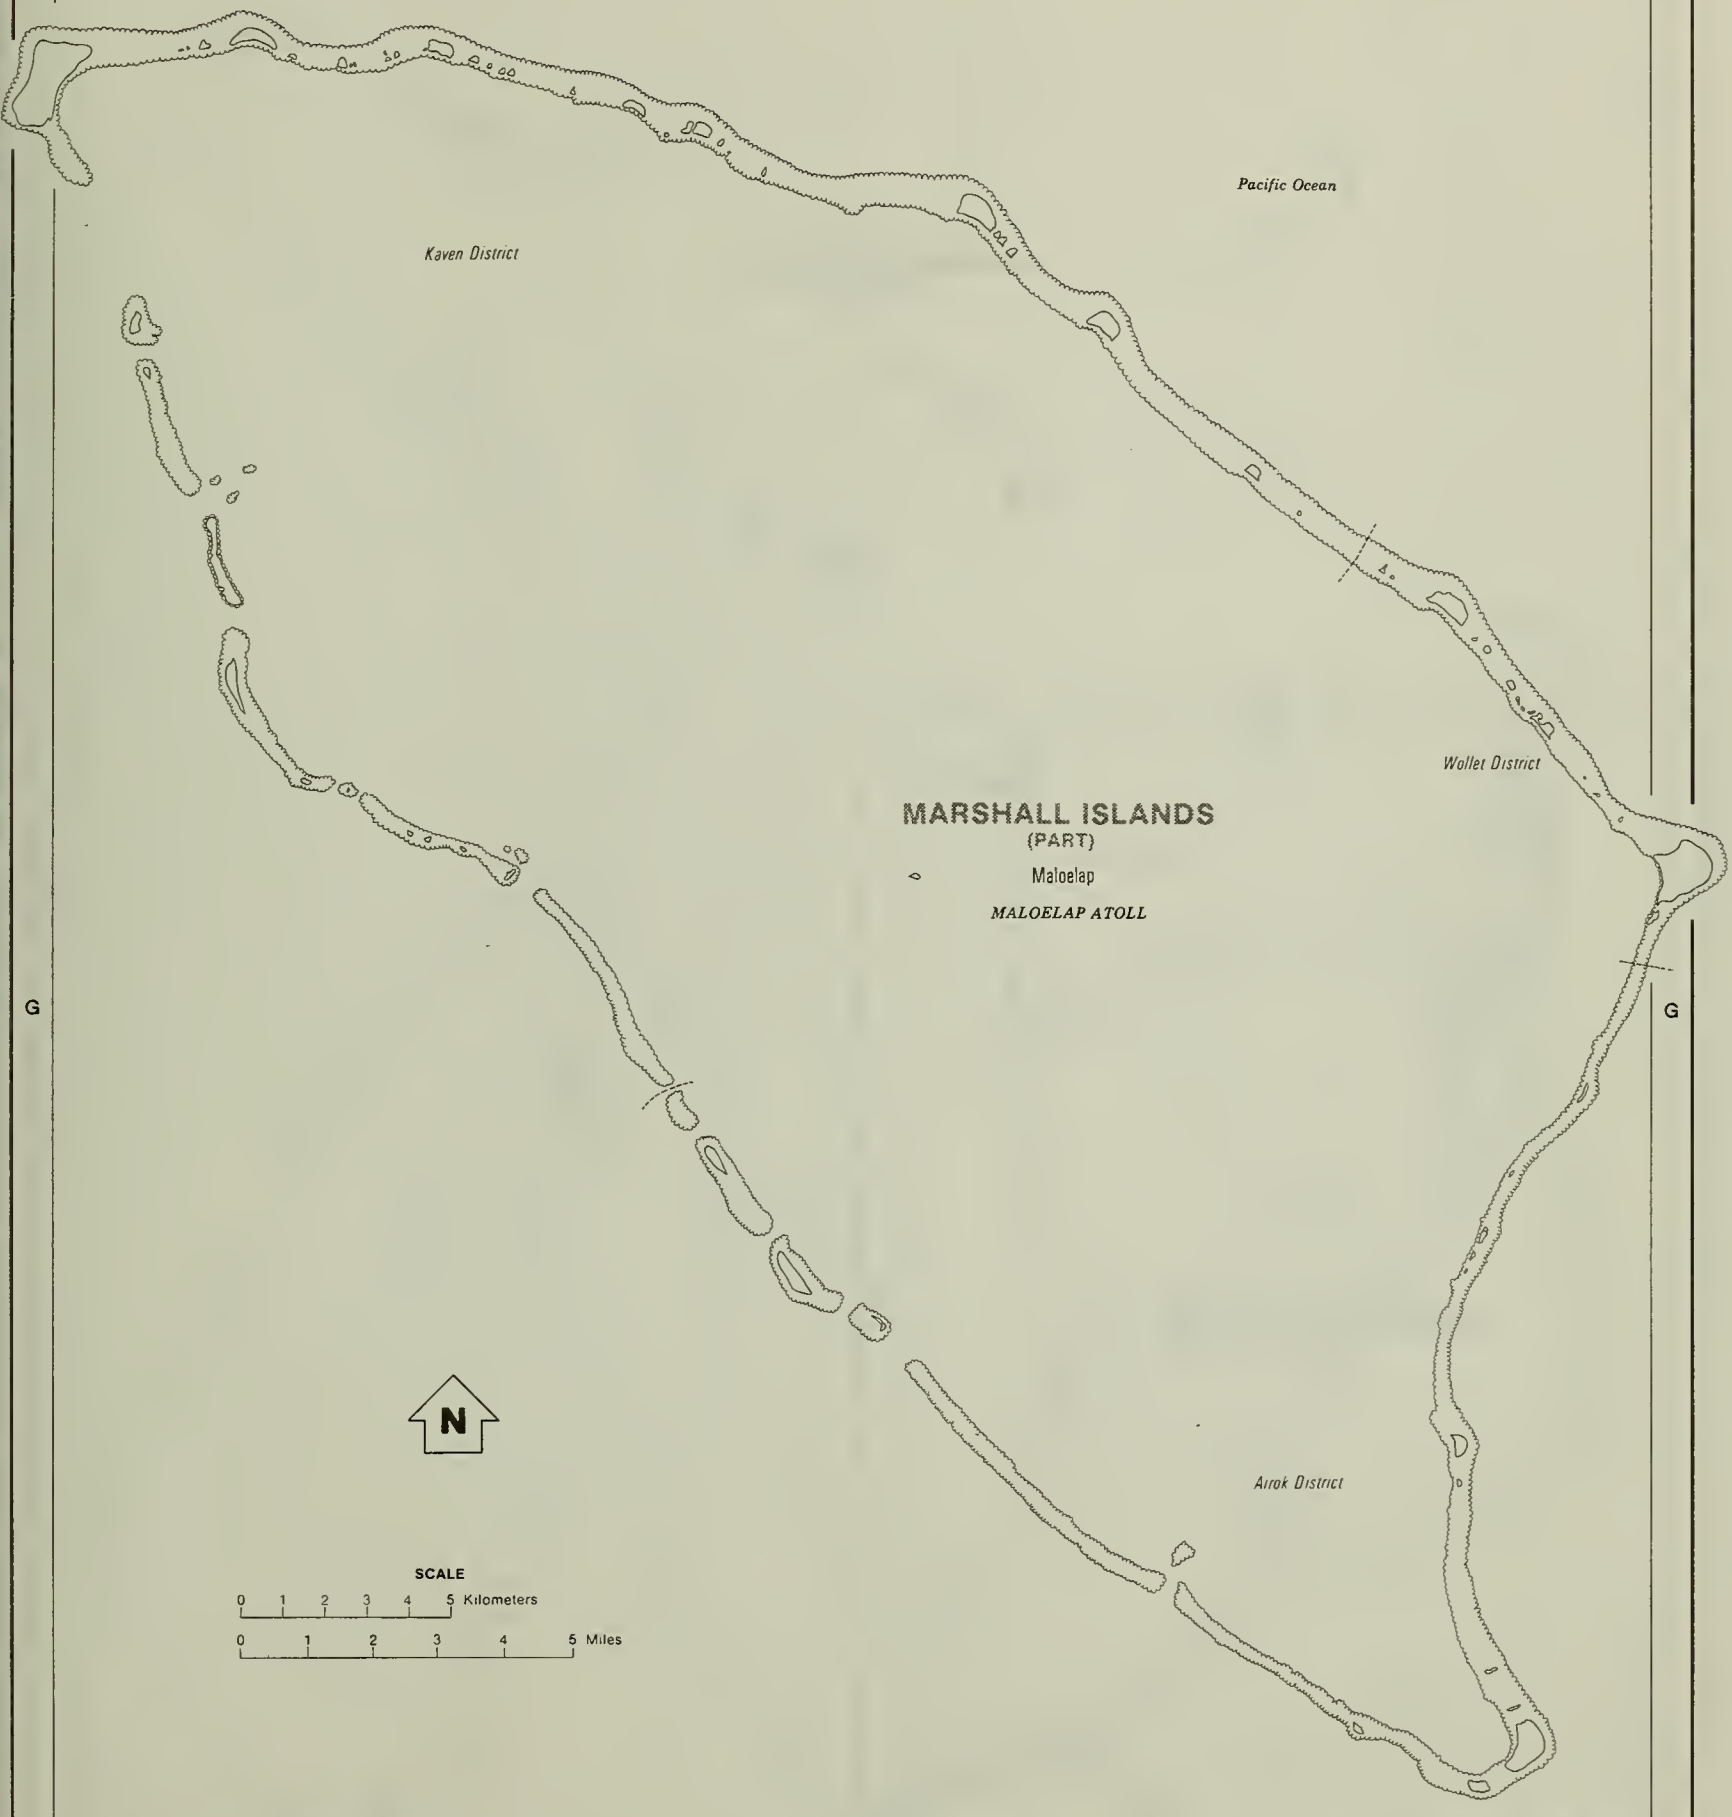 Pacific Ocean
Kaven District
Wollet District
MARSHALL ISLANDS
(PART)
Maloelap
MALOELAP ATOLL
G
G
N
Airok District
SCALE
0 1 2 3 4 5 Kilometers
0 1 2 3 4 5 Miles